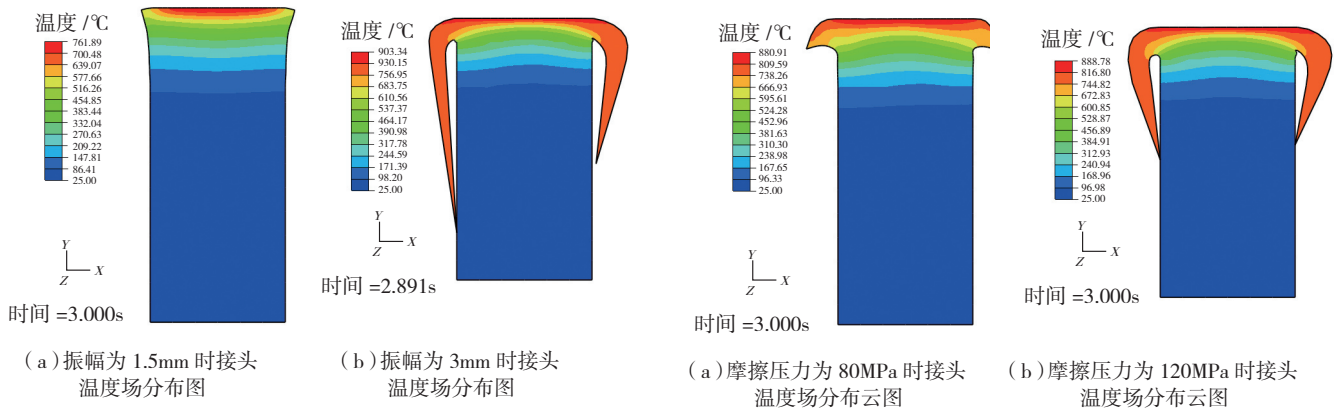 温度/℃
761.89
700.48
639.07
577.66
516.26
454.85
383.44
332.04
270.63
209.22
147.81
86.41
25.00
Y
Z X
时间=3.000s
(a)振幅为 1.5mm 时接头
温度场分布图
温度/℃
903.34
930.15
756.95
683.75
610.56
537.37
464.17
390.98
317.78
244.59
171.39
98.20
25.00
Y
Z X
时间=2.891s
(b)振幅为 3mm 时接头
温度场分布图
温度/℃
880.91
809.59
738.26
666.93
595.61
524.28
452.96
381.63
310.30
238.98
167.65
96.33
25.00
Y
Z X
时间=3.000s
(a)摩擦压力为 80MPa 时接头
温度场分布云图
温度/℃
888.78
816.80
744.82
672.83
600.85
528.87
456.89
384.91
312.93
240.94
168.96
96.98
25.00
Y
Z X
时间=3.000s
(b)摩擦压力为 120MPa 时接头
温度场分布云图